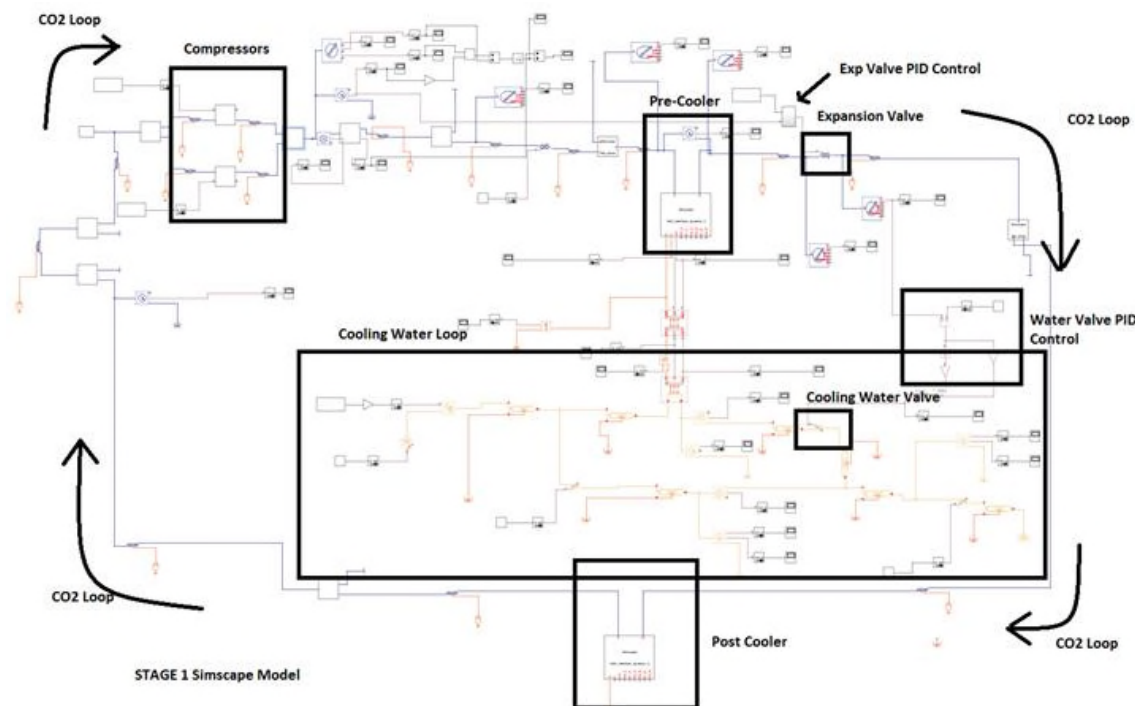 CO2 Loop
Compressors
Exp Valve PID Control
Pre-Cooler
Expansion Valve
CO2 Loop
Water Valve PID
Control
Cooling Water Loop
Cooling Water Valve
CO2 Loop
Post Cooler
CO2 Loop
STAGE 1 Simscape Model